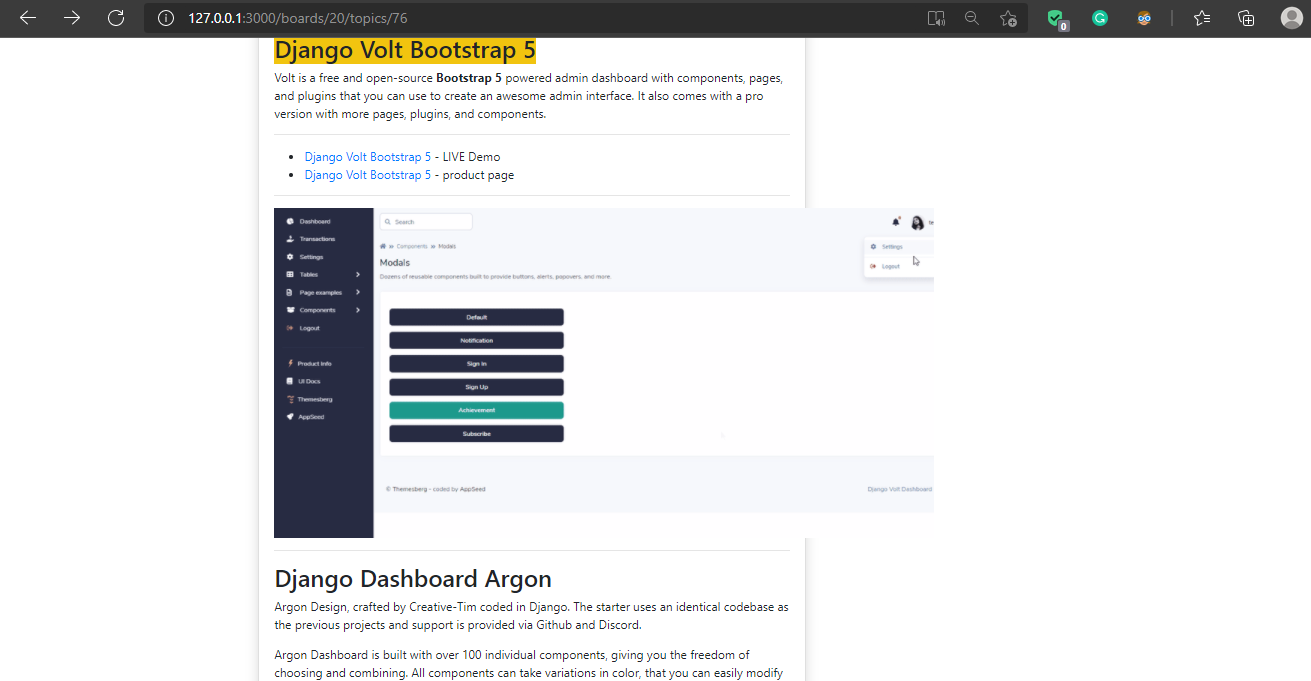 127.0.0.1:3000/boards/20/topics/76
0
Django Volt Bootstrap 5
Volt is a free and open-source Bootstrap 5 powered admin dashboard with components, pages,
and plugins that you can use to create an awesome admin interface. It also comes with a pro
version with more pages, plugins, and components.
Django Volt Bootstrap 5 - LIVE Demo
Django Volt Bootstrap 5 - product page
Dashboard
Transactions
Settings
Tables
Page examples
Components
Logout
Product Info
UI Docs
Themesberg
AppSeed
Search
te
Components » Modals
Settings
Logout
Modals
Dozens of reusable components built to provide buttons, alerts, popovers, and more.
Default
Notification
Sign In
Sign Up
Achievement
Subscribe
© Themesberg - coded by AppSeed
Django Volt Dashboard
Django Dashboard Argon
Argon Design, crafted by Creative-Tim coded in Django. The starter uses an identical codebase as
the previous projects and support is provided via Github and Discord.
Argon Dashboard is built with over 100 individual components, giving you the freedom of
choosing and combining. All components can take variations in color, that you can easily modify